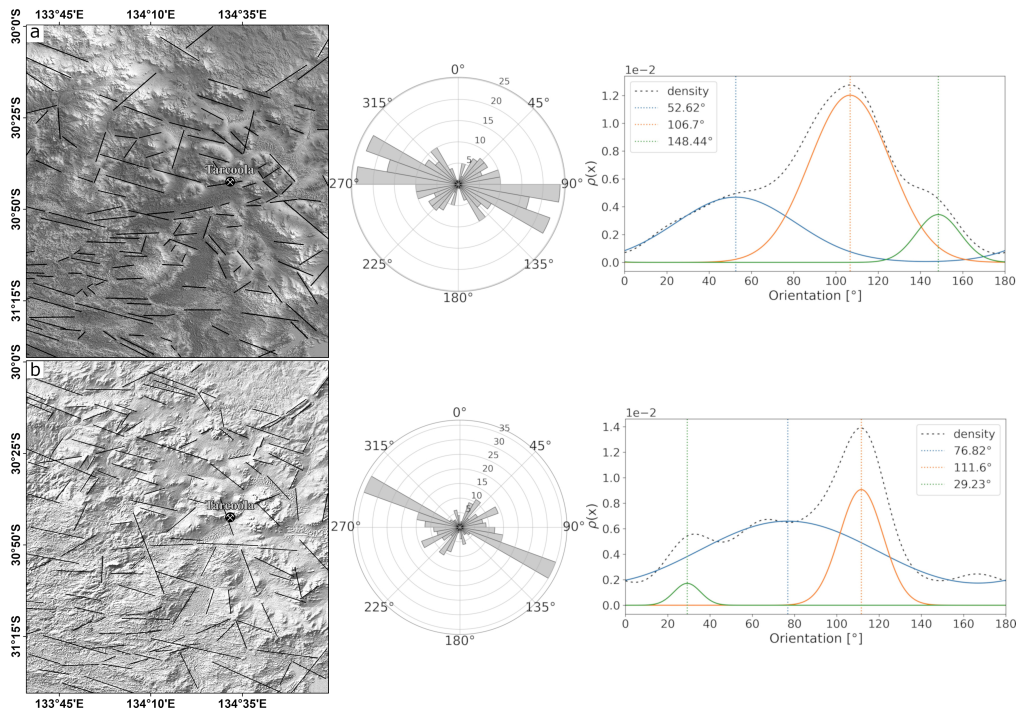 133°45'E 134°10'E 134°35'E
30°0'S
a
30°25'S
Tarcoola
30°50'S
31°15'S
0°
25
20
15
10
5
315° 45°
270° 90°
225° 135°
180°
1e−2
density
52.62°
106.7°
148.44°
1.2
1.0
0.8
0.6
0.4
0.2
0.0
ρ(x)
0 20 40 60 80 100 120 140 160 180
Orientation [°]
30°0'S
b
30°25'S
Tarcoola
30°50'S
31°15'S
133°45'E 134°10'E 134°35'E
0°
35
30
25
20
15
10
5
315° 45°
270° 90°
225° 135°
180°
1e−2
density
76.82°
111.6°
29.23°
1.4
1.2
1.0
0.8
0.6
0.4
0.2
0.0
ρ(x)
0 20 40 60 80 100 120 140 160 180
Orientation [°]